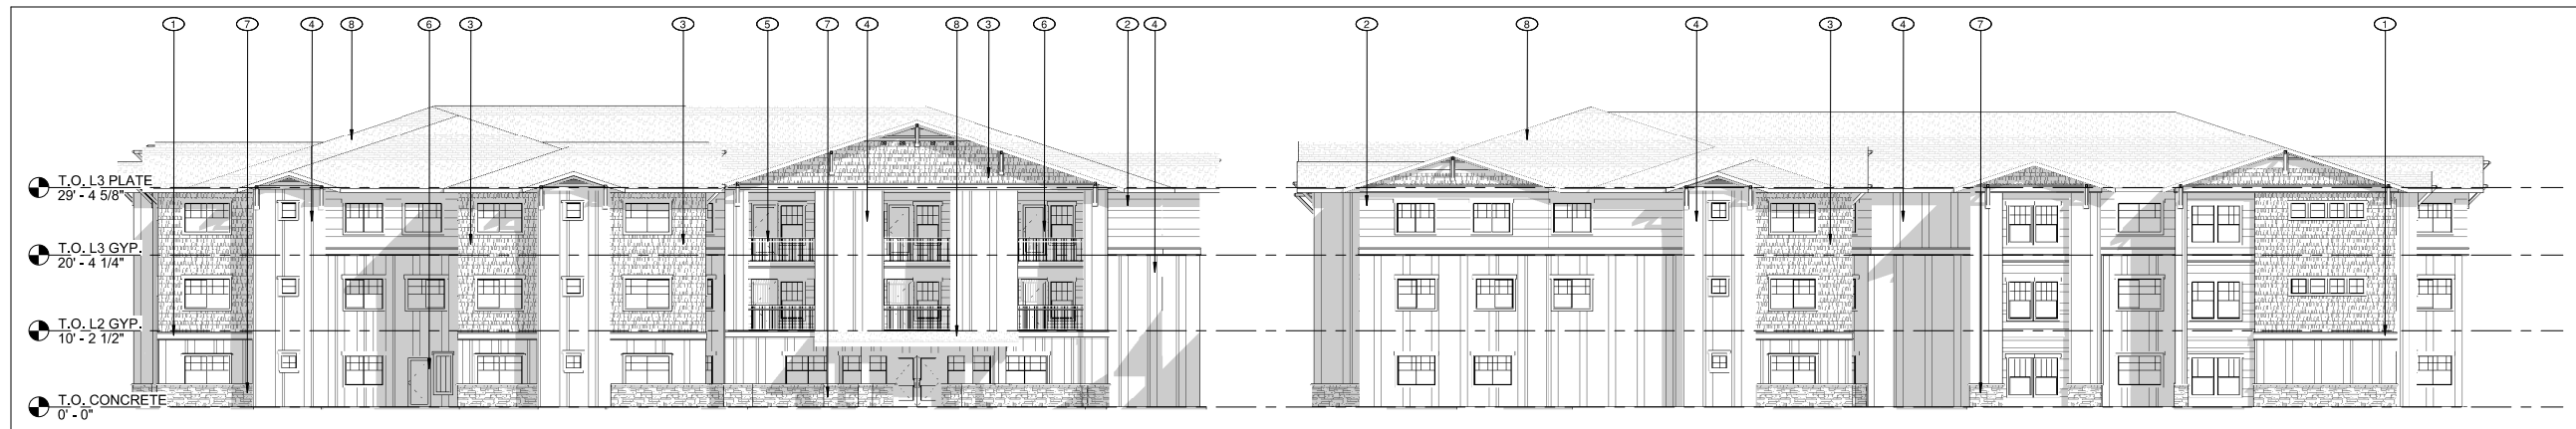 1 7 4 8 6 3 3 5 7 4 8 3 6 2 4 2 8 4 3 4 7 1
T.O. L3 PLATE
29' - 4 5/8"
T.O. L3 GYP.
20' - 4 1/4"
T.O. L2 GYP.
10' - 2 1/2"
T.O. CONCRETE
0' - 0"